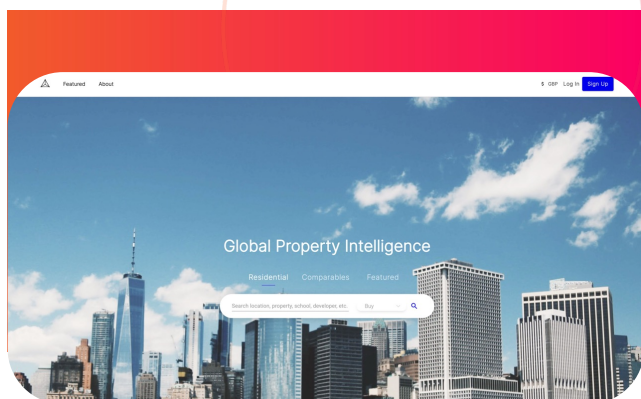 Featured About $ GBP Log In Sign Up
Global Property Intelligence
Residential Comparables Featured
Search location, property, school, developer, etc. Buy